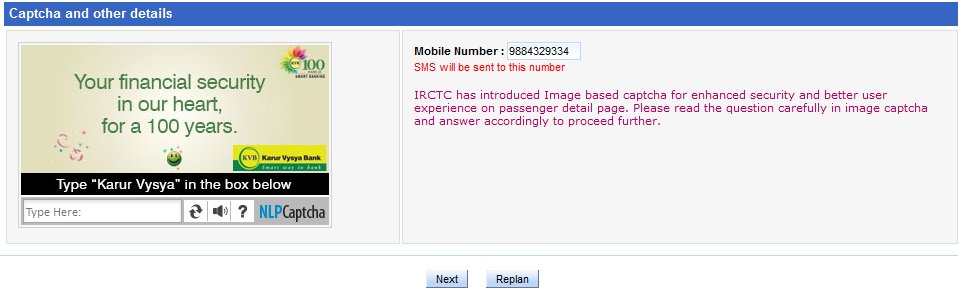 Captcha and other details
Your financial security
in our heart,
for a 100 years.
KVB
100
YEARS OF
SMART BANKING
KVB Karur Vysya Bank
Smart way to bank
Type “Karur Vysya” in the box below
Type Here:
? NLPCaptcha
Mobile Number : 9884329334
SMS will be sent to this number
IRCTC has introduced Image based captcha for enhanced security and better user
experience on passenger detail page. Please read the question carefully in image captcha
and answer accordingly to proceed further.
Next Replan